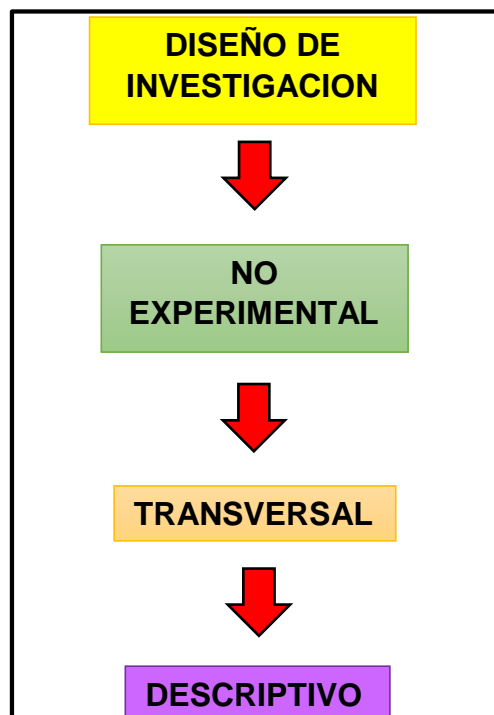 DISEÑO DE
INVESTIGACION
NO
EXPERIMENTAL
TRANSVERSAL
DESCRIPTIVO